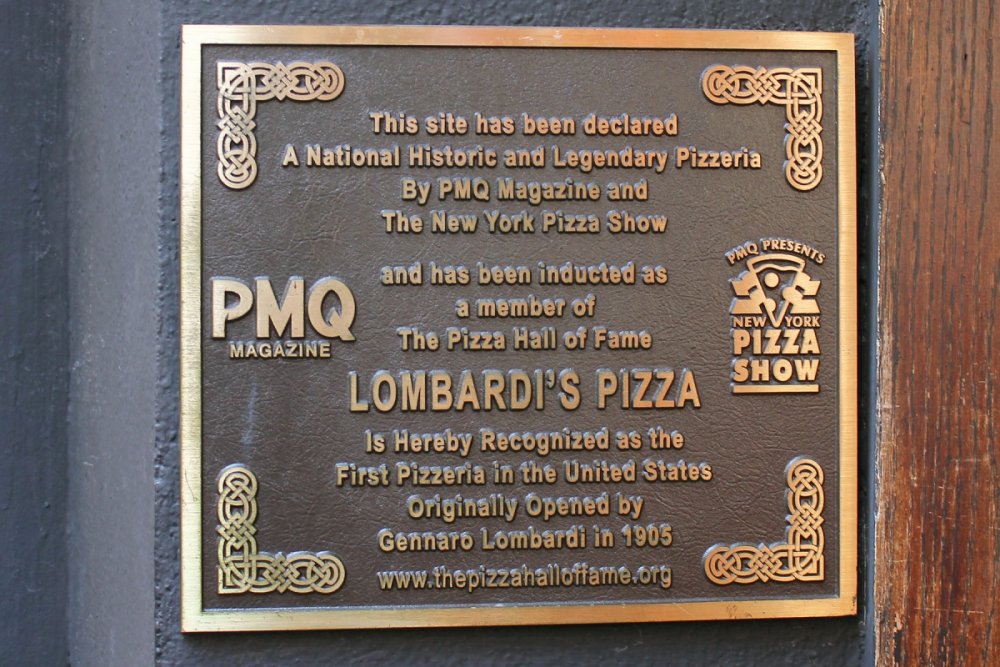 This site has been declared
A National Historic and Legendary Pizzeria
By PMQ Magazine and
The New York Pizza Show
and has been inducted as
a member of
The Pizza Hall of Fame
LOMBARDI'S PIZZA
Is Hereby Recognized as the
First Pizzeria in the United States
Originally Opened by
Gennaro Lombardi in 1905
www.thepizzahalloffame.org
PMQ
MAGAZINE
PMQ PRESENTS
NEW YORK
PIZZA
SHOW